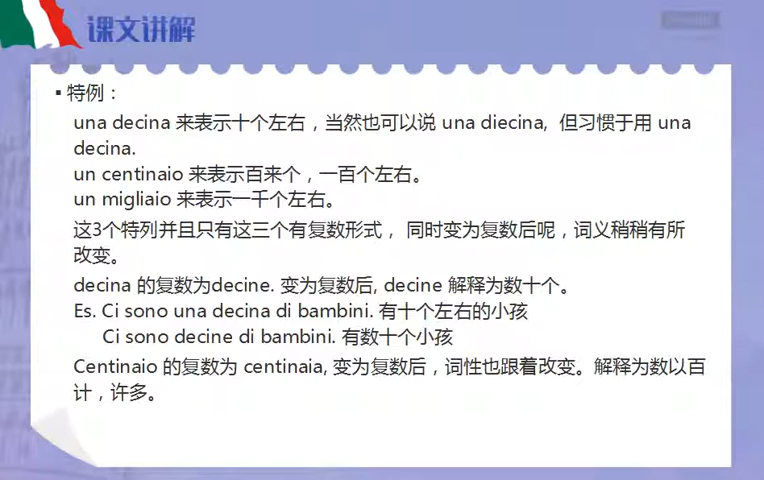 课文讲解
▪ 特例：
una decina 来表示十个左右，当然也可以说 una diecina, 但习惯于用 una
decina.
un centinaio 来表示百来个，一百个左右。
un migliaio 来表示一千个左右。
这3个特列并且只有这三个有复数形式， 同时变为复数后呢，词义稍稍有所
改变。
decina 的复数为decine. 变为复数后, decine 解释为数十个。
Es. Ci sono una decina di bambini. 有十个左右的小孩
Ci sono decine di bambini. 有数十个小孩
Centinaio 的复数为 centinaia, 变为复数后，词性也跟着改变。解释为数以百
计，许多。